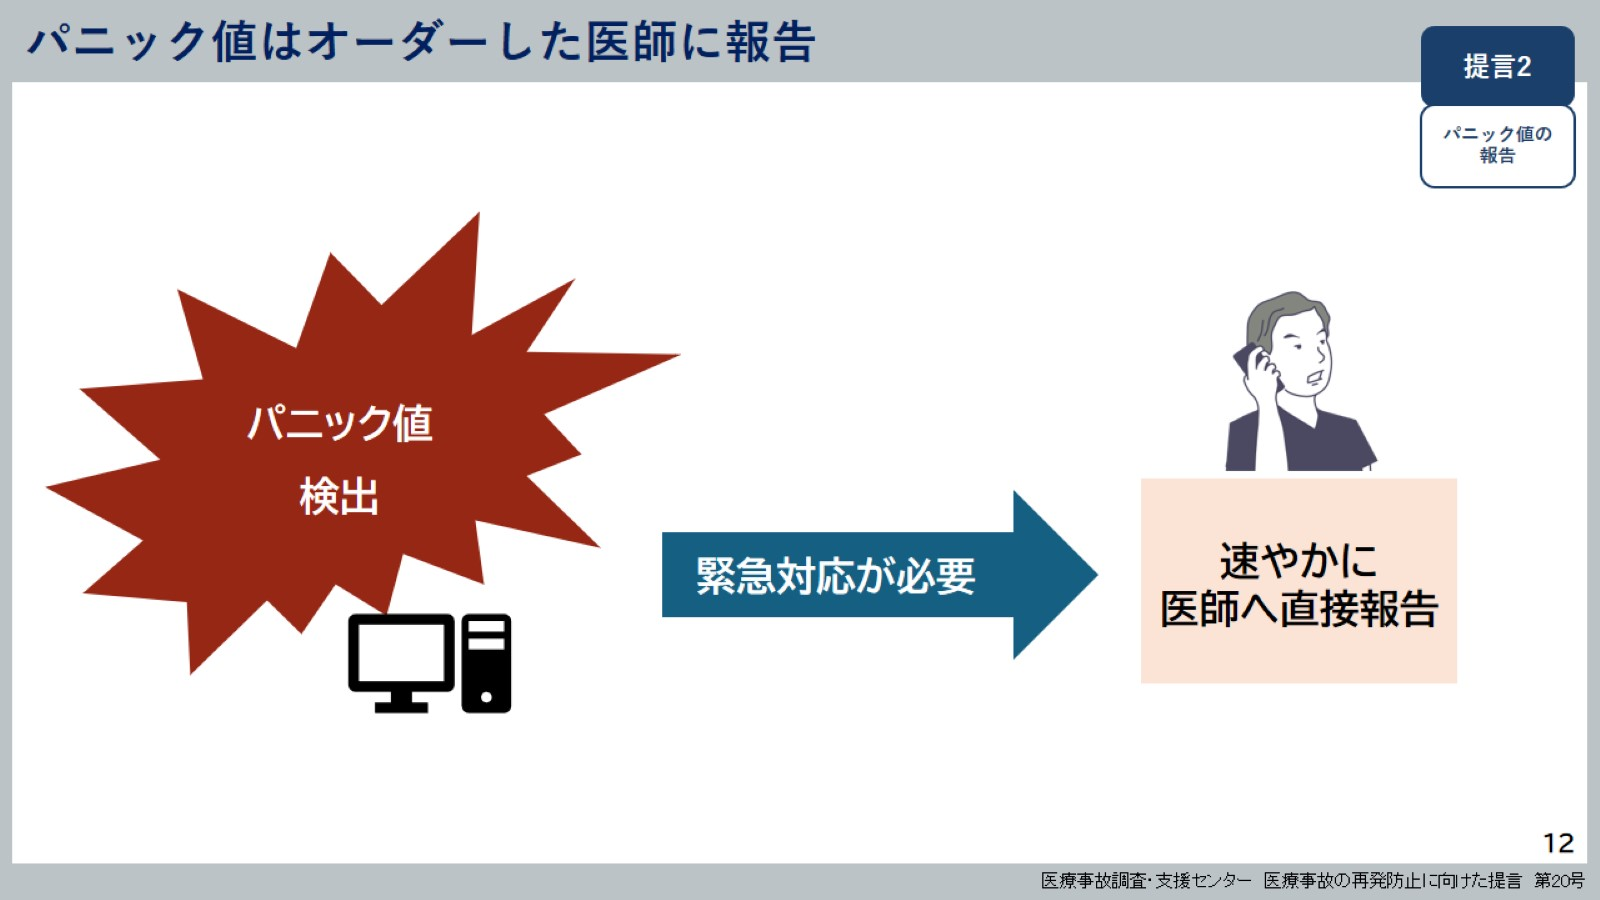 パニック値はオーダーした医師に報告
提言2
パニック値の
報告
パニック値
検出
緊急対応が必要
速やかに
医師へ直接報告
12
医療事故調査・支援センター　医療事故の再発防止に向けた提言　第20号